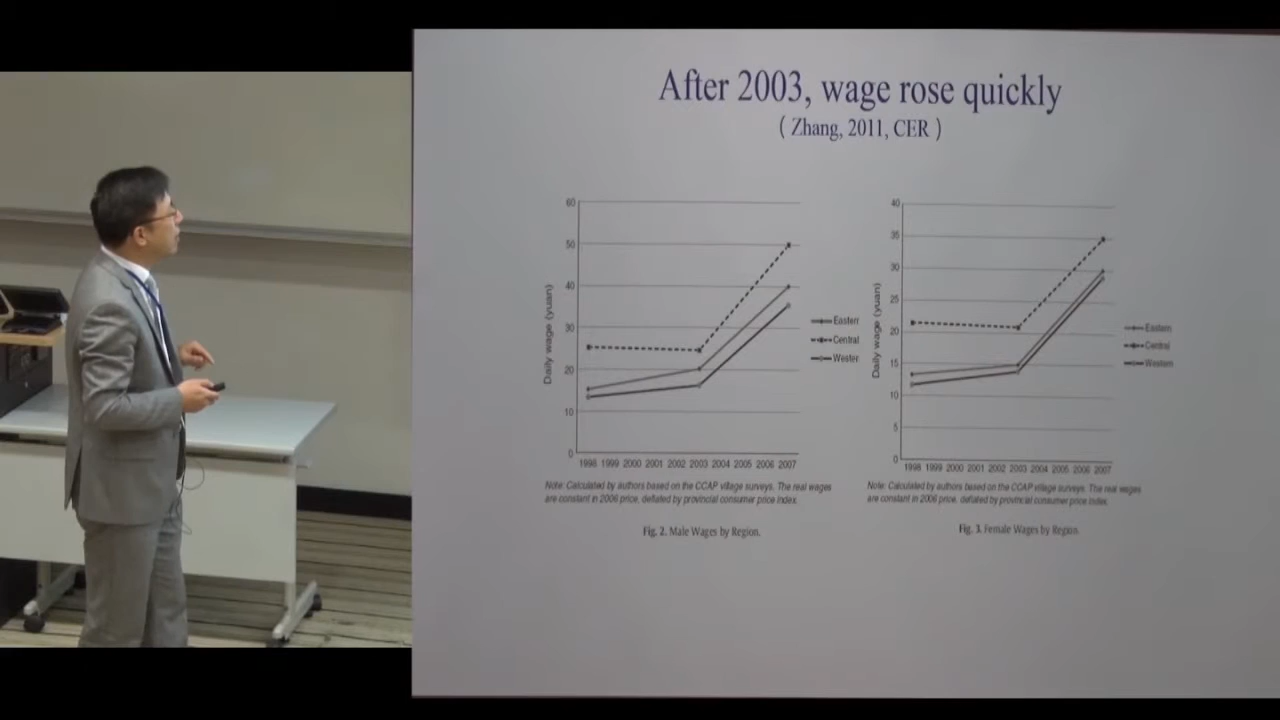 After 2003, wage rose quickly
( Zhang, 2011, CER )
60
50
40
30
20
10
0
Daily wage (yuan)
1998 1999 2000 2001 2002 2003 2004 2005 2006 2007
Eastern
Central
Wester
Note: Calculated by authors based on the CCAP village surveys. The real wages
are constant in 2006 price, deflated by provincial consumer price index.
Fig. 2. Male Wages by Region.
40
35
30
25
20
15
10
5
0
Daily wage (yuan)
1998 1999 2000 2001 2002 2003 2004 2005 2006 2007
Eastern
Central
Western
Note: Calculated by authors based on the CCAP village surveys. The real wages
are constant in 2006 price, deflated by provincial consumer price index.
Fig. 3. Female Wages by Region.